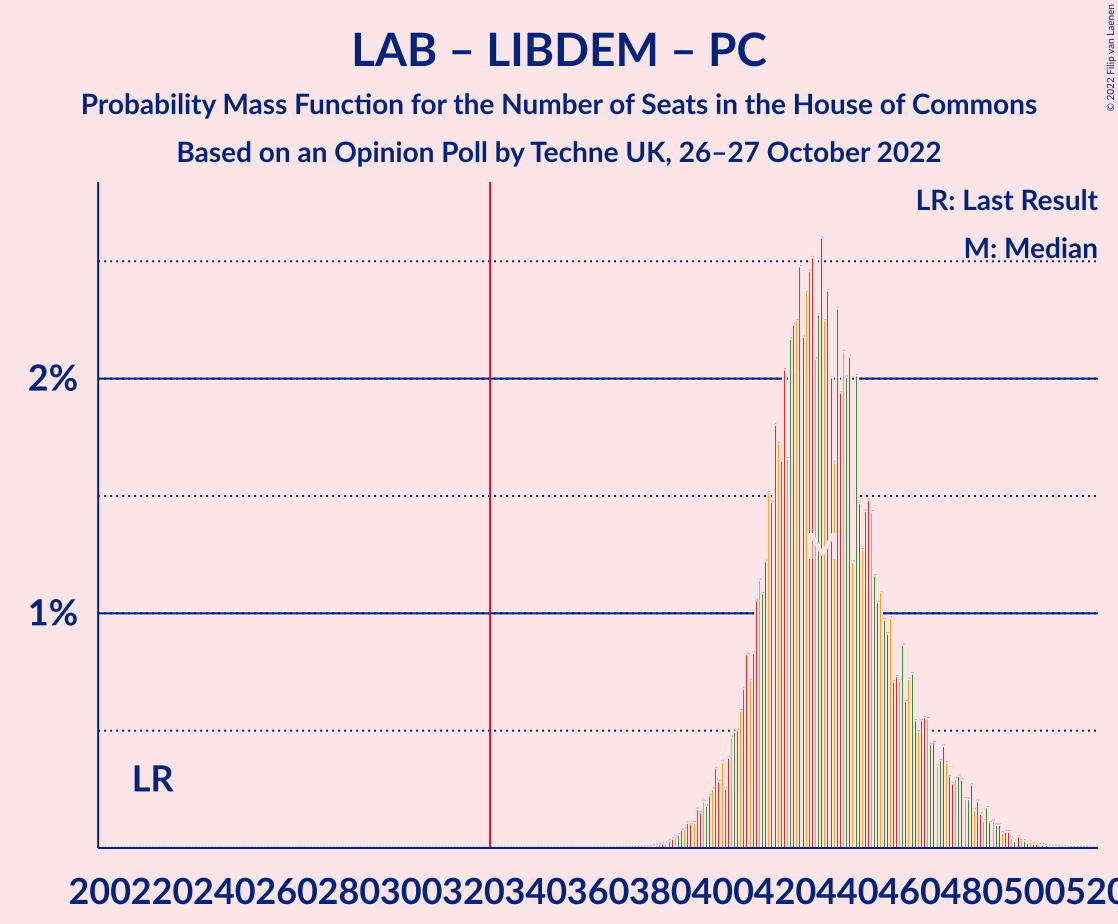 LAB – LIBDEM – PC
Probability Mass Function for the Number of Seats in the House of Commons
Based on an Opinion Poll by Techne UK, 26–27 October 2022
© 2022 Filip van Laenen
LR: Last Result
M: Median
2%
1%
M
LR
200220240260280300320340360380400420440460480500520